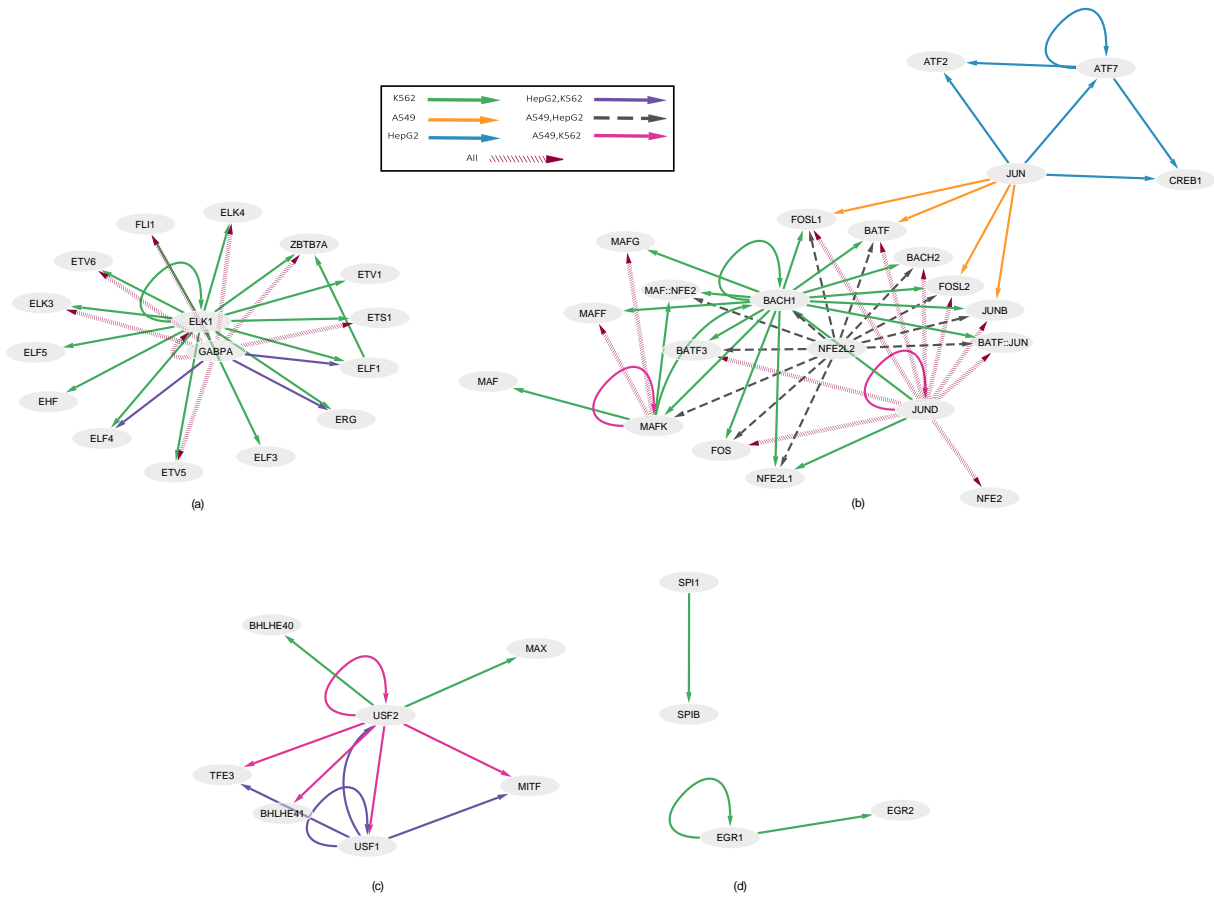 ATF2
ATF7
K562
HepG2,K562
A549
A549,HepG2
HepG2
A549,K562
All
JUN
CREB1
ELK4
FLI1
FOSL1
BATF
ZBTB7A
MAFG
ETV6
BACH2
ETV1
MAF::NFE2
FOSL2
ELK3
BACH1
ETS1
MAFF
JUNB
ELK1
BATF::JUN
ELF5
GABPA
BATF3
NFE2L2
ELF1
MAF
EHF
JUND
ERG
MAFK
ELF4
FOS
ELF3
ETV5
NFE2L1
NFE2
(a)
(b)
SPI1
BHLHE40
MAX
USF2
SPIB
TFE3
MITF
BHLHE41
EGR2
EGR1
USF1
(c)
(d)